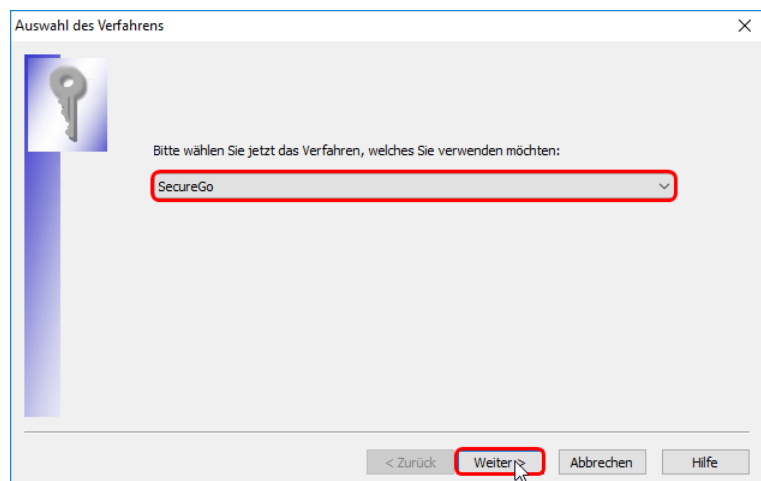 Auswahl des Verfahrens
Bitte wählen Sie jetzt das Verfahren, welches Sie verwenden möchten:
SecureGo
< Zurück Weiter > Abbrechen Hilfe